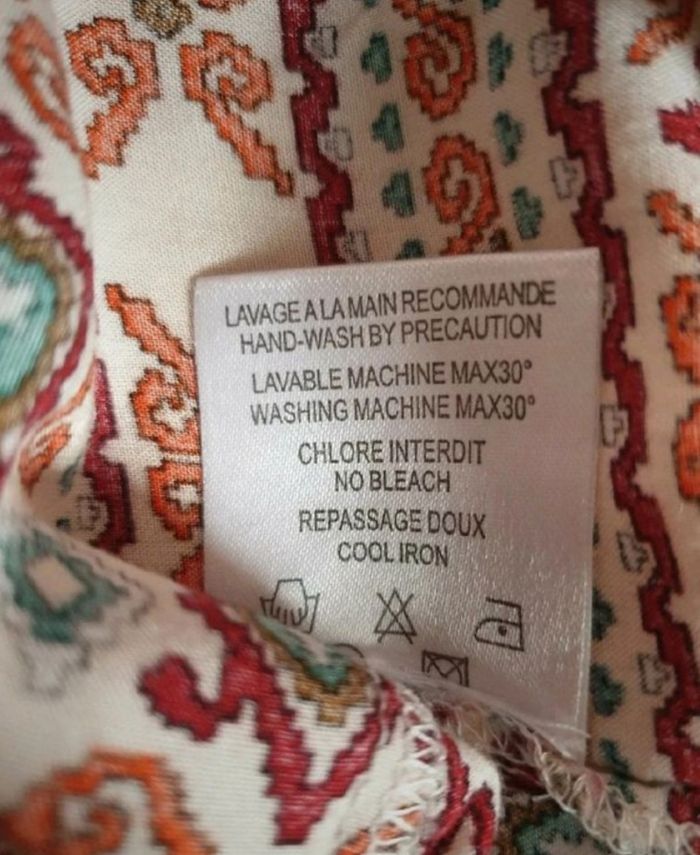 LAVAGE A LA MAIN RECOMMANDE
HAND-WASH BY PRECAUTION
LAVABLE MACHINE MAX30°
WASHING MACHINE MAX30°
CHLORE INTERDIT
NO BLEACH
REPASSAGE DOUX
COOL IRON